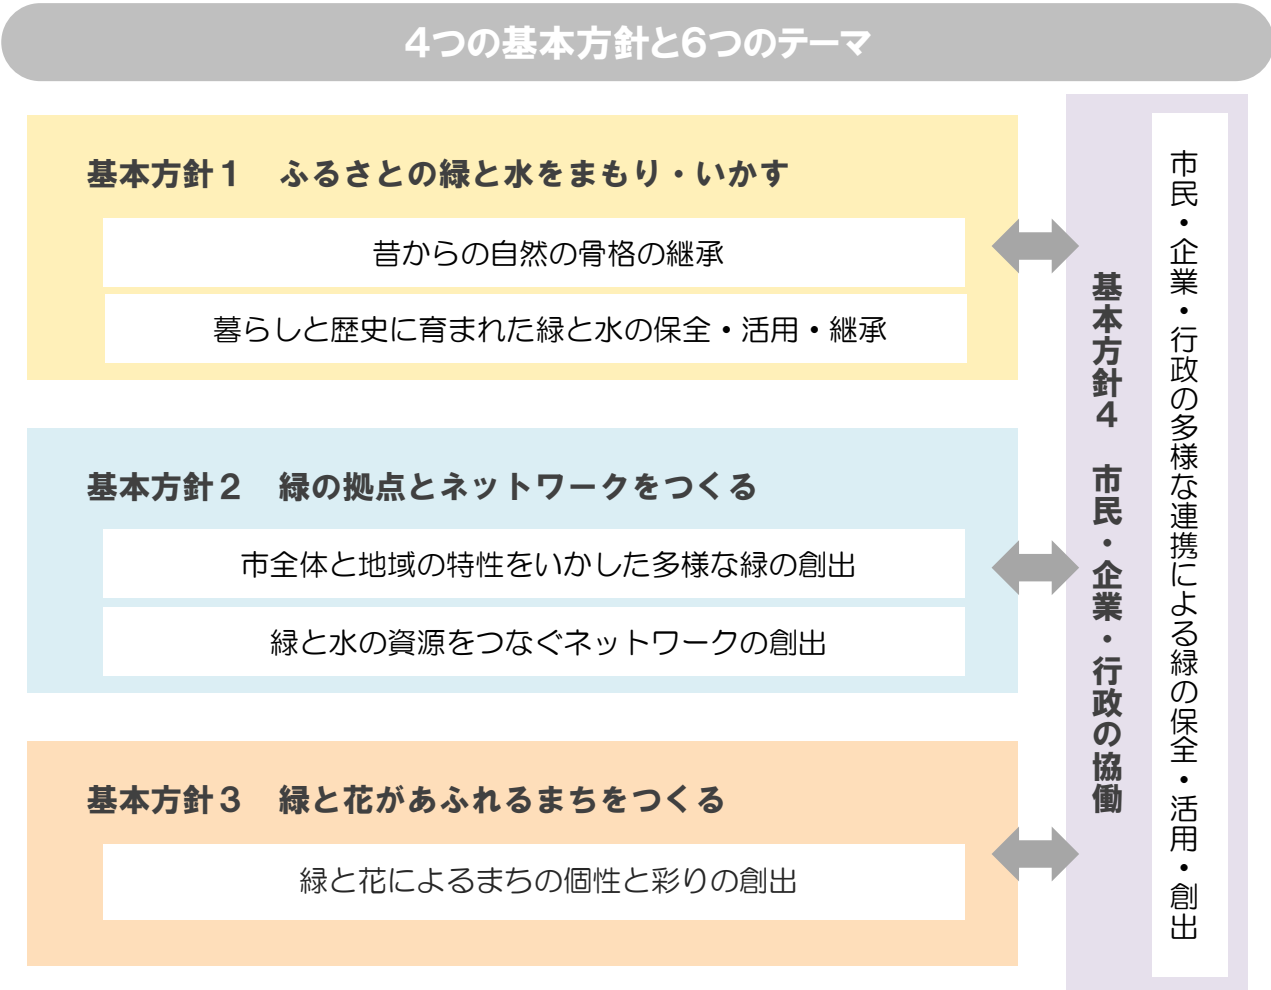 4つの基本方針と6つのテーマ
基本方針1　ふるさとの緑と水をまもり・いかす
昔からの自然の骨格の継承
暮らしと歴史に育まれた緑と水の保全・活用・継承
基本方針2　緑の拠点とネットワークをつくる
市全体と地域の特性をいかした多様な緑の創出
緑と水の資源をつなぐネットワークの創出
基本方針3　緑と花があふれるまちをつくる
緑と花によるまちの個性と彩りの創出
基本方針4　市民・企業・行政の協働
市民・企業・行政の多様な連携による緑の保全・活用・創出